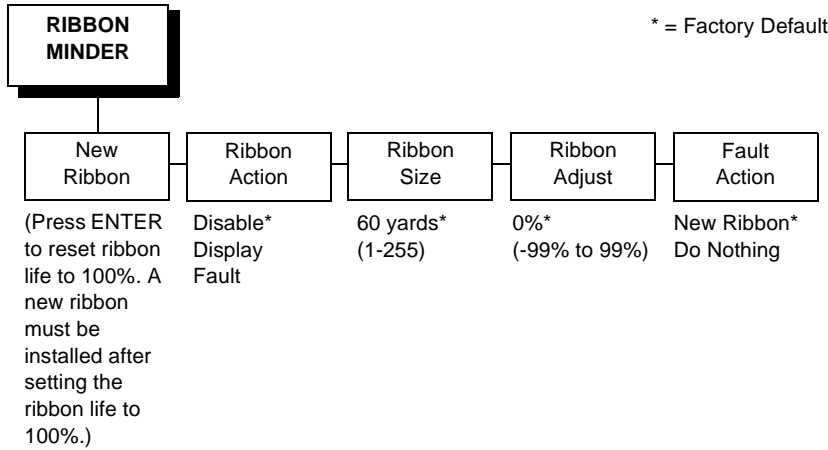 RIBBON
MINDER
* = Factory Default
New
Ribbon
Ribbon
Action
Ribbon
Size
Ribbon
Adjust
Fault
Action
(Press ENTER
to reset ribbon
life to 100%. A
new ribbon
must be
installed after
setting the
ribbon life to
100%.)
Disable*
Display
Fault
60 yards*
(1-255)
0%*
(-99% to 99%)
New Ribbon*
Do Nothing